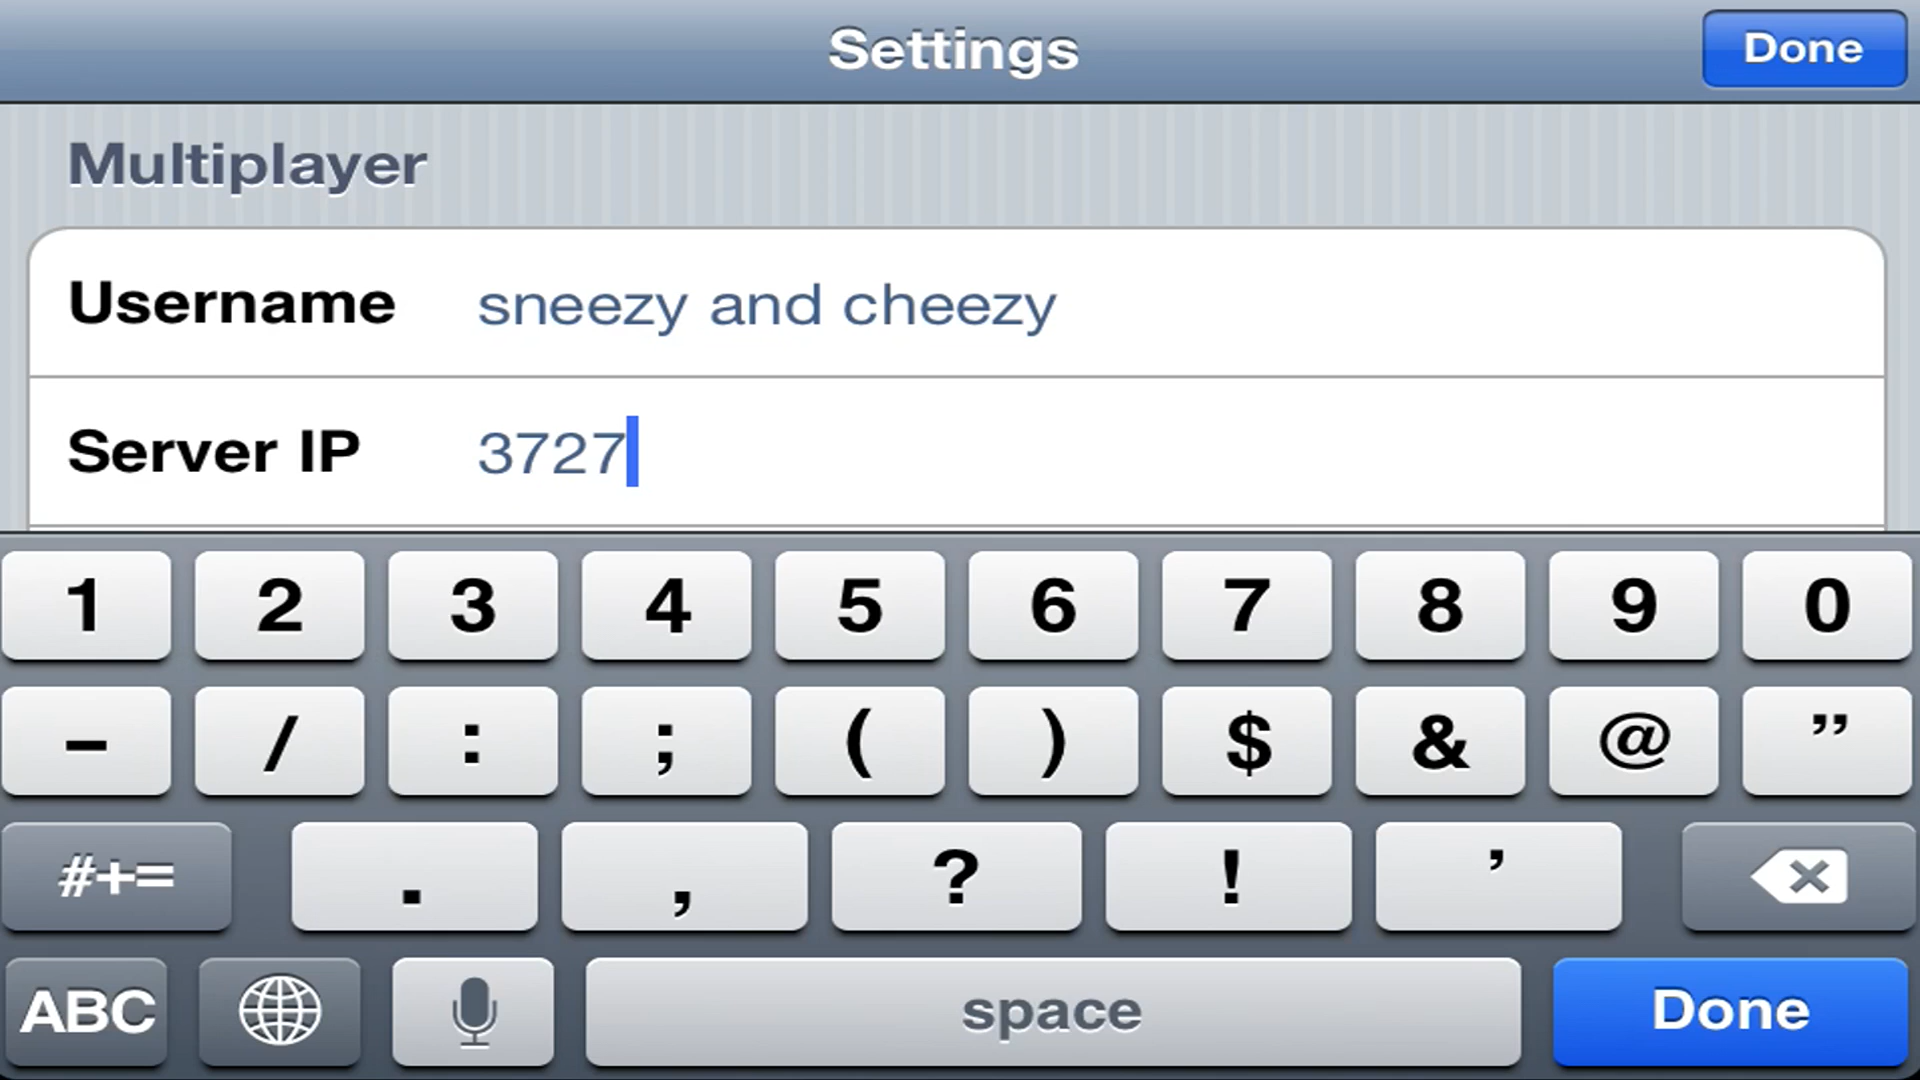 Settings Done
Multiplayer
Username sneezy and cheezy
Server IP 3727
1 2 3 4 5 6 7 8 9 0
- / : ; ( ) $ & @ ”
#+= . , ? ! ’
ABC space Done